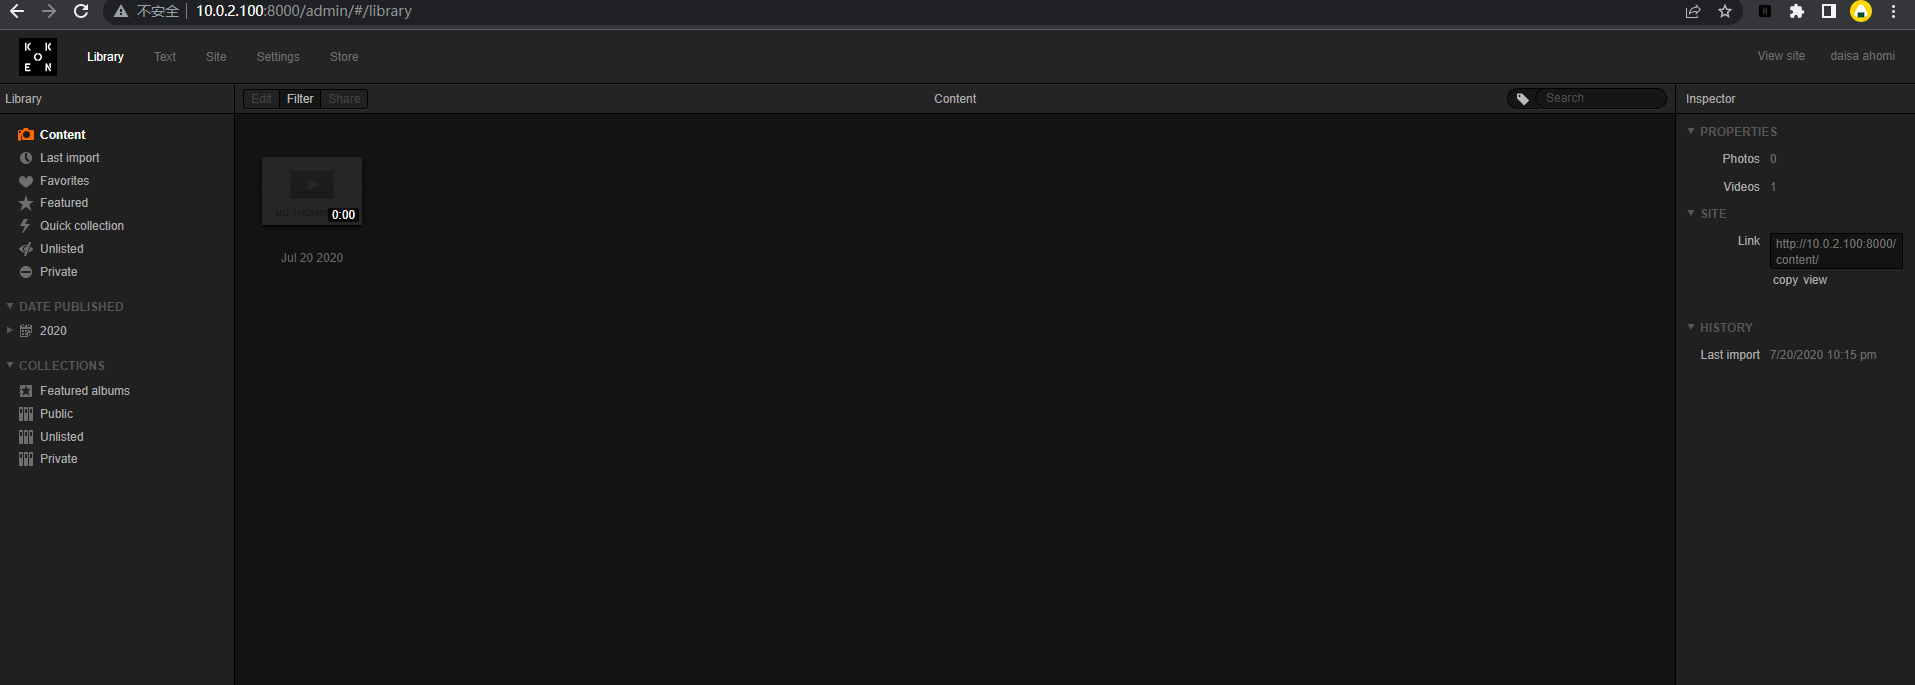 不安全 10.0.2.100:8000/admin/#/library
K K
O
E N
Library Text Site Settings Store View site daisa ahomi
Library
Edit Filter Share Content Search Inspector
Content
Last import
Favorites
Featured
Quick collection
Unlisted
Private
DATE PUBLISHED
2020
COLLECTIONS
Featured albums
Public
Unlisted
Private
NO
0:00
Jul 20 2020
PROPERTIES
Photos 0
Videos 1
SITE
Link http://10.0.2.100:8000/
content/
copy view
HISTORY
Last import 7/20/2020 10:15 pm